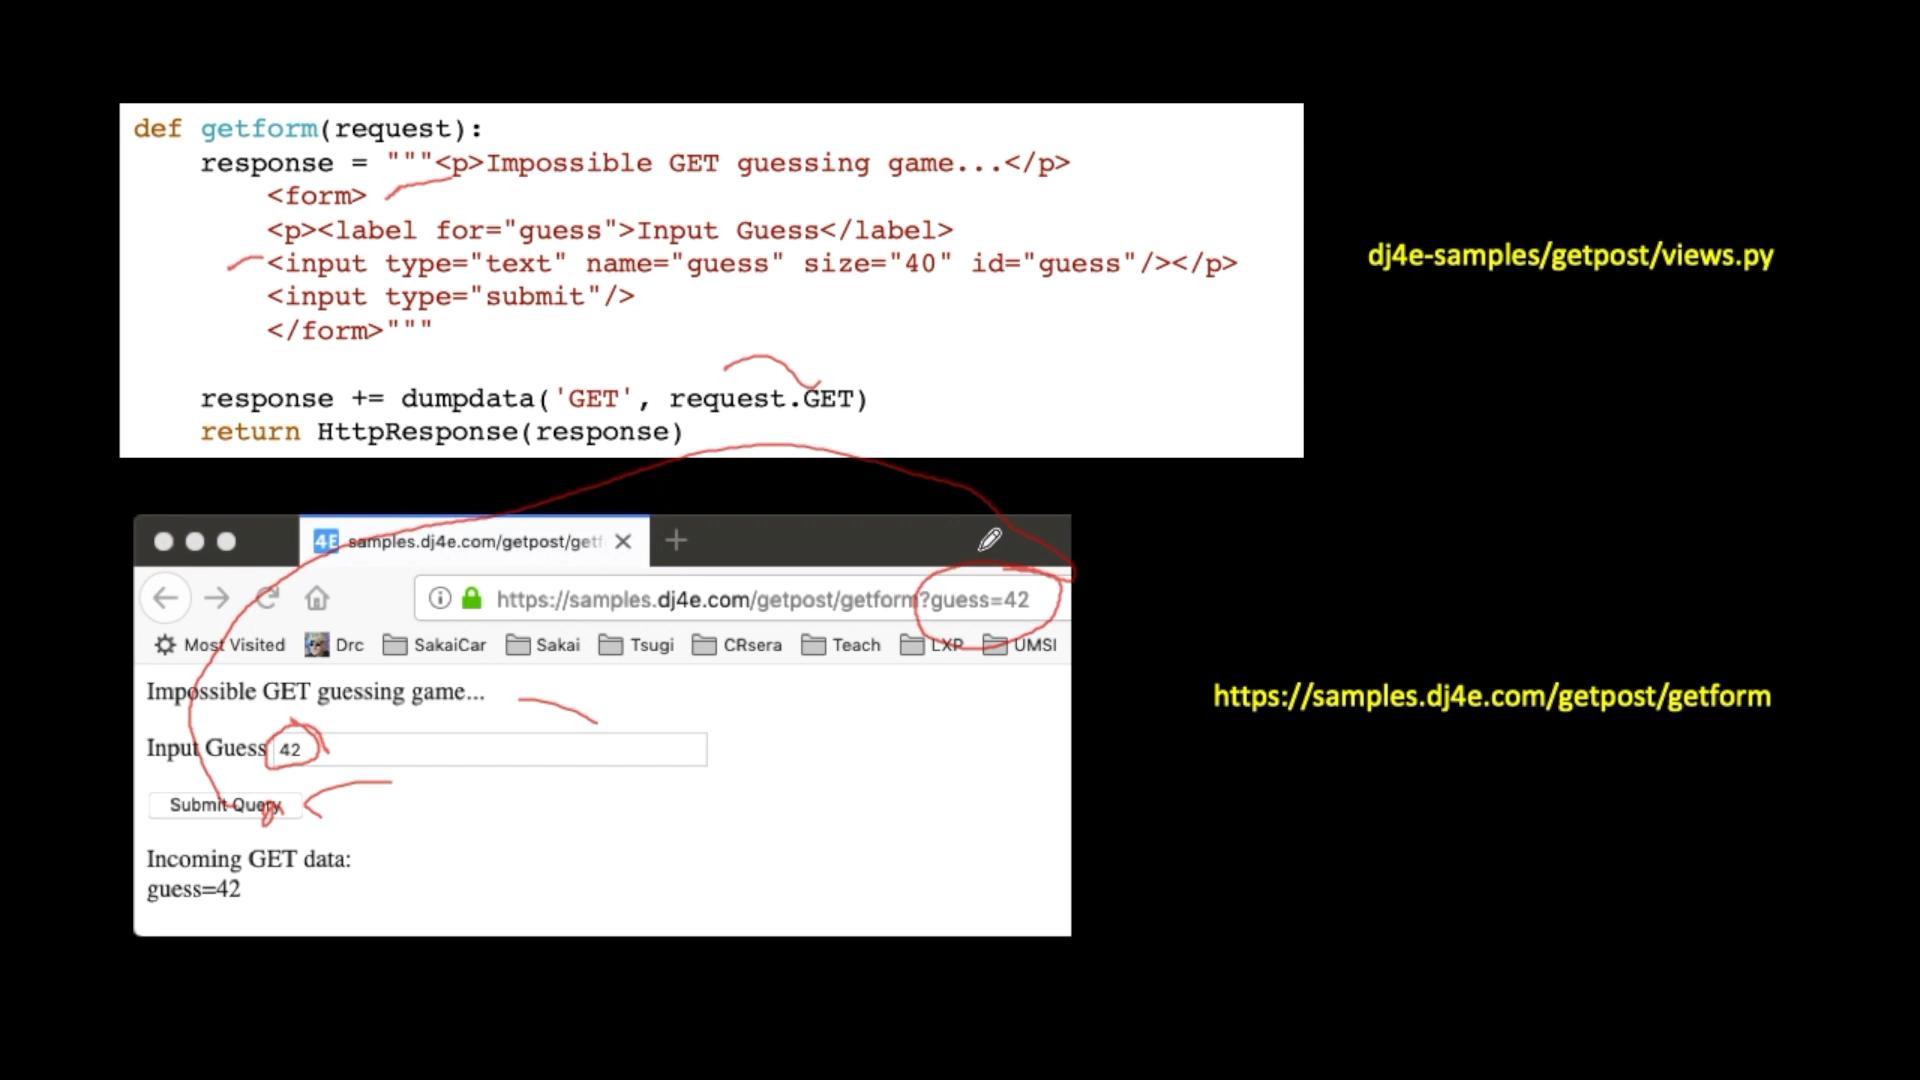 def getform(request):
    response = """<p>Impossible GET guessing game...</p>
        <form>
        <p><label for="guess">Input Guess</label>
        <input type="text" name="guess" size="40" id="guess"/></p>
        <input type="submit"/>
        </form>"""
    response += dumpdata('GET', request.GET)
    return HttpResponse(response)
dj4e-samples/getpost/views.py
4E samples.dj4e.com/getpost/getf
https://samples.dj4e.com/getpost/getform?guess=42
Most Visited Drc SakaiCar Sakai Tsugi CRsera Teach LXP UMSI
Impossible GET guessing game...
Input Guess 42
Submit Query
Incoming GET data:
guess=42
https://samples.dj4e.com/getpost/getform